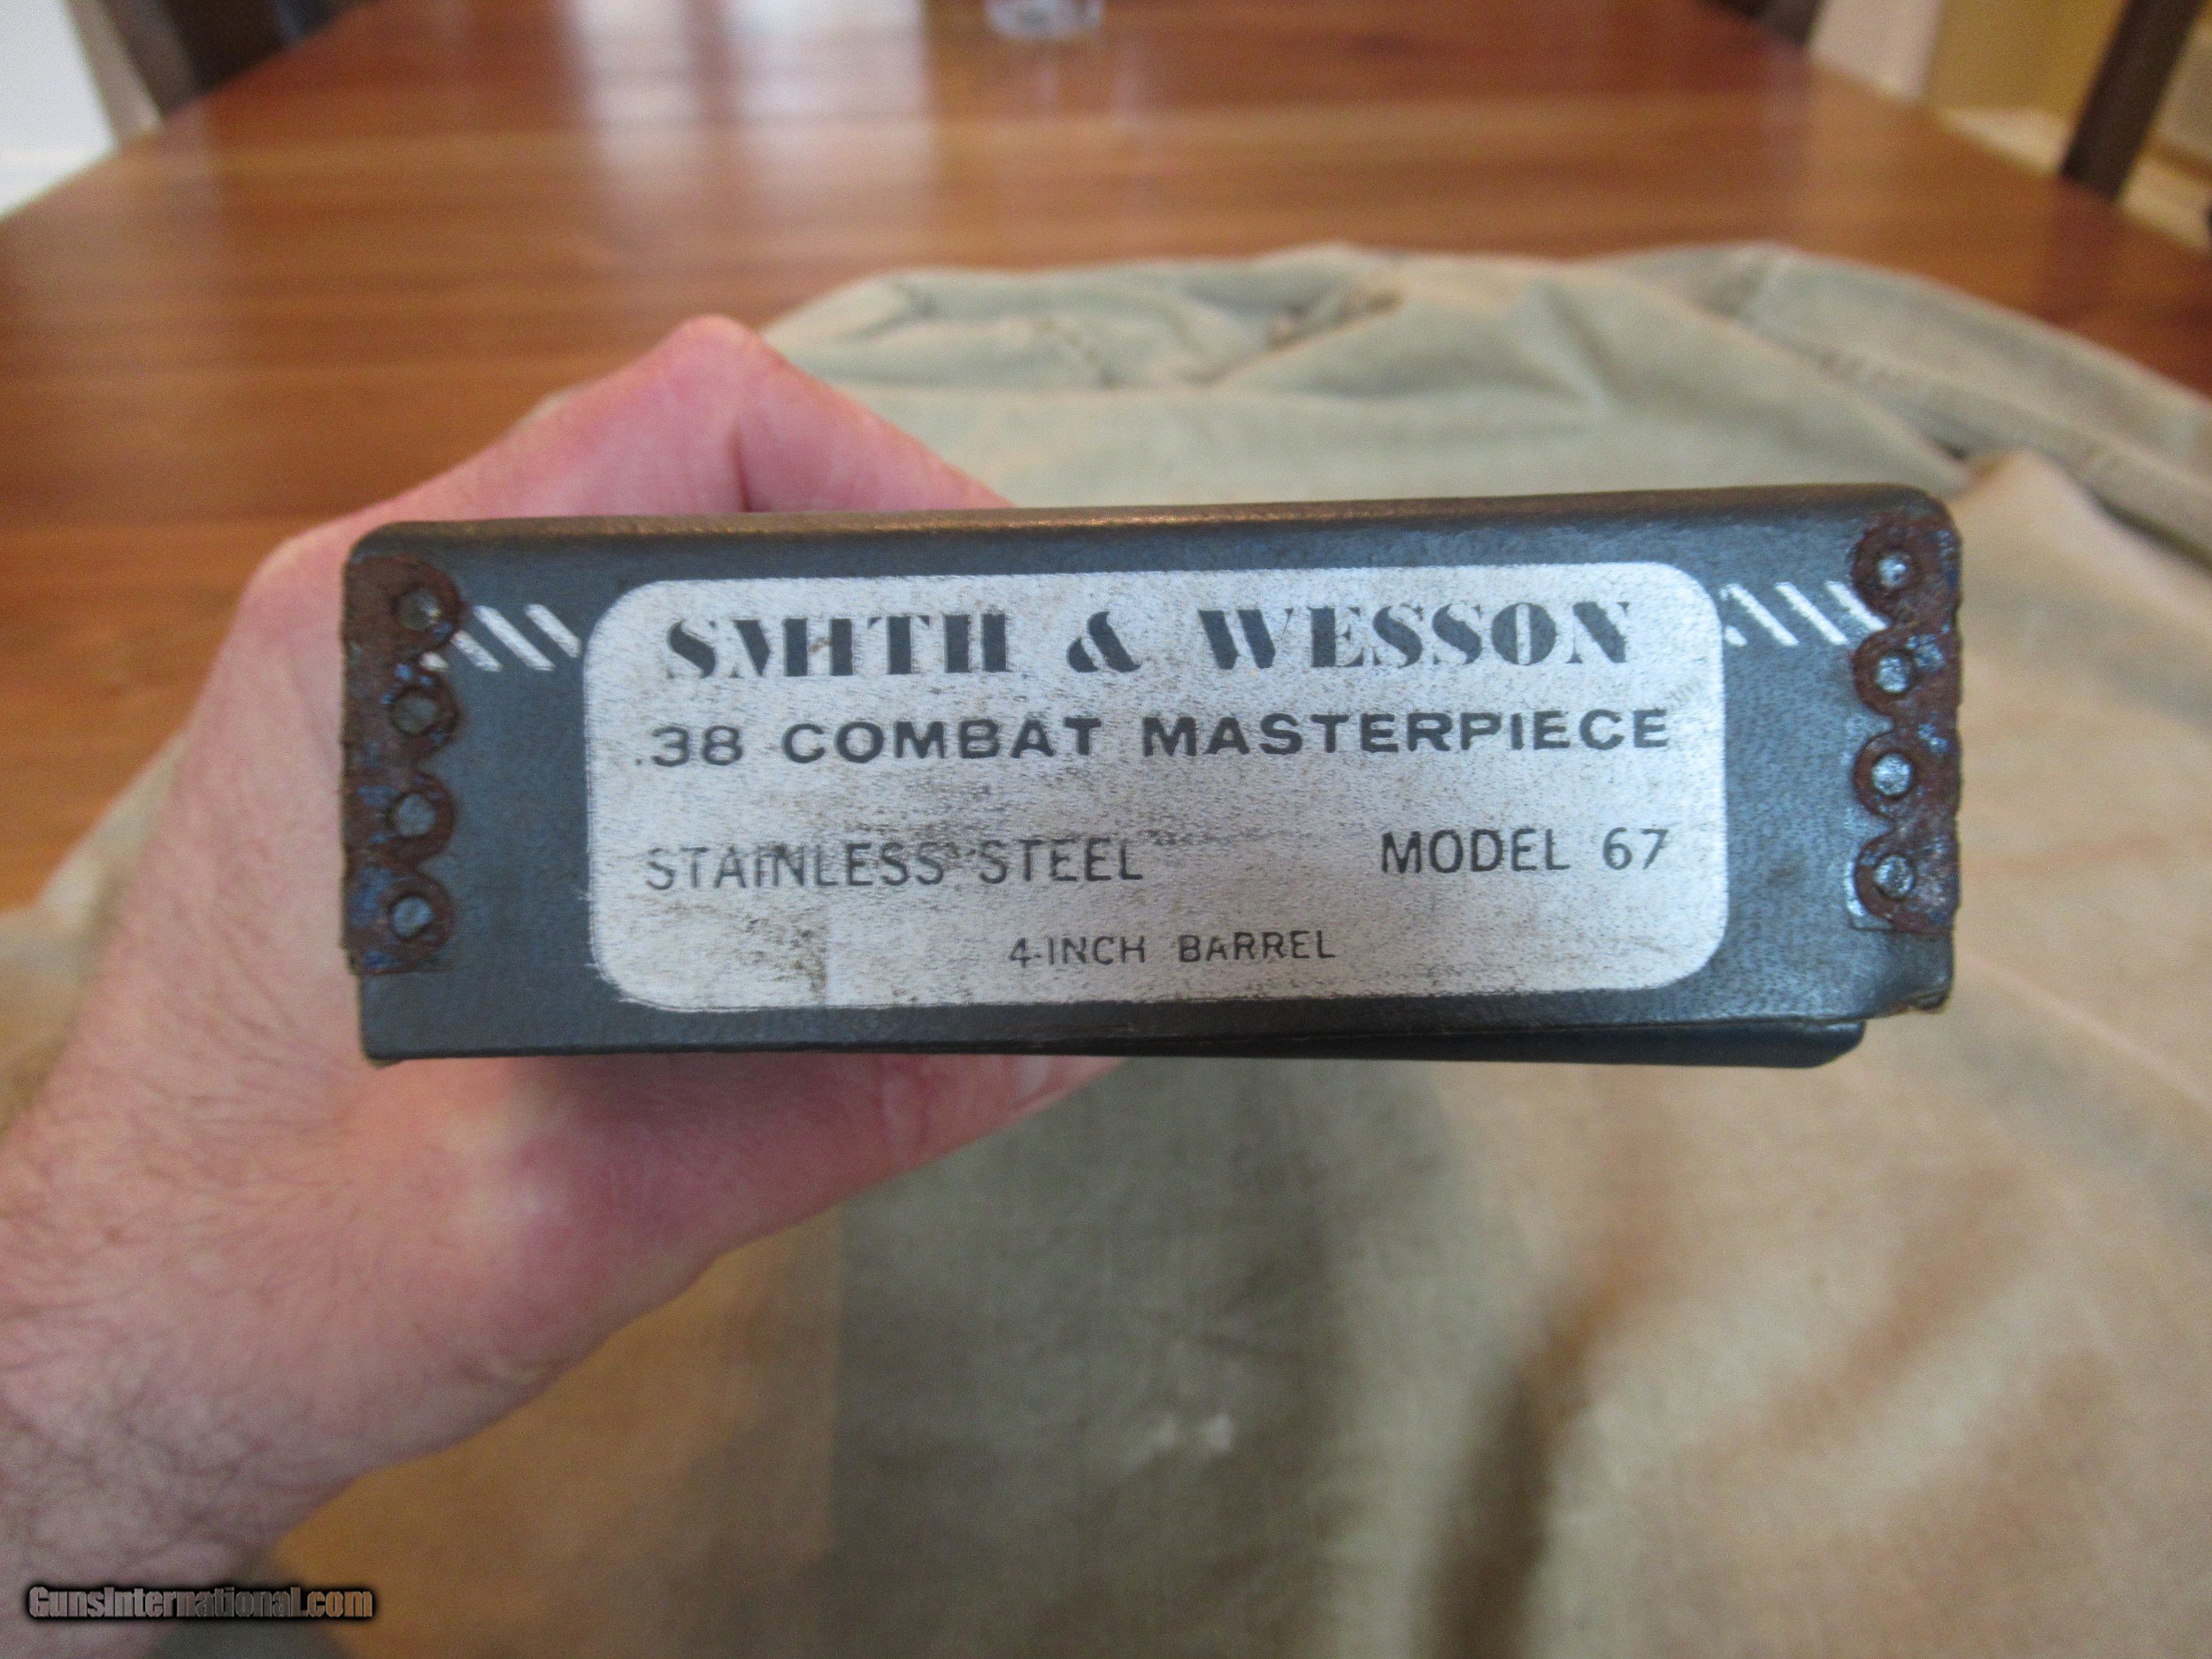 SMITH & WESSON
.38 COMBAT MASTERPIECE
STAINLESS STEEL MODEL 67
4-INCH BARREL
GunsInternational.com